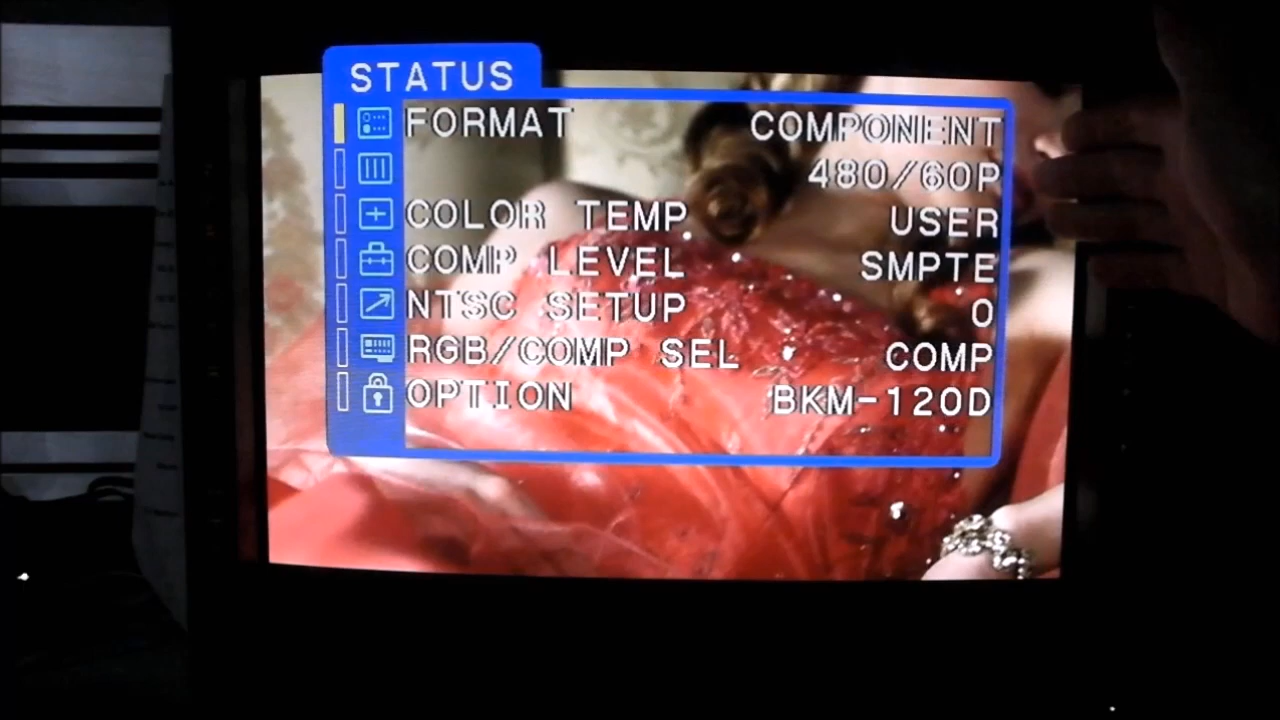 STATUS
FORMAT COMPONENT
480/60P
COLOR TEMP USER
COMP LEVEL SMPTE
NTSC SETUP 0
RGB/COMP SEL COMP
OPTION BKM-120D